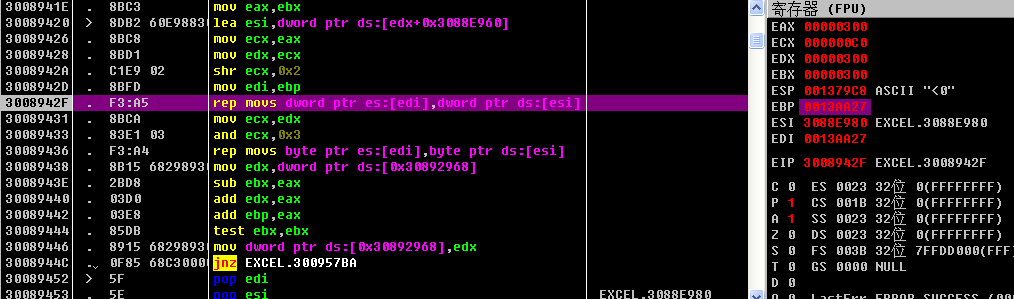 3008941E . 8BC3 mov eax,ebx
30089420 > 8DB2 60E98830 lea esi,dword ptr ds:[edx+0x3088E960]
30089426 . 8BC8 mov ecx,eax
30089428 . 8BD1 mov edx,ecx
3008942A . C1E9 02 shr ecx,0x2
3008942D . 8BFD mov edi,ebp
3008942F . F3:A5 rep movs dword ptr es:[edi],dword ptr ds:[esi]
30089431 . 8BCA mov ecx,edx
30089433 . 83E1 03 and ecx,0x3
30089436 . F3:A4 rep movs byte ptr es:[edi],byte ptr ds:[esi]
30089438 . 8B15 68298930 mov edx,dword ptr ds:[0x30892968]
3008943E . 2BD8 sub ebx,eax
30089440 . 03D0 add edx,eax
30089442 . 03E8 add ebp,eax
30089444 . 85DB test ebx,ebx
30089446 . 8915 68298930 mov dword ptr ds:[0x30892968],edx
3008944C . 0F85 68C30000 jnz EXCEL.300957BA
30089452 > 5F pop edi
30089453 . 5E pop esi EXCEL.3088E980
寄存器 (FPU)
EAX 00000300
ECX 000000C0
EDX 00000300
EBX 00000300
ESP 001379C8 ASCII "<0"
EBP 0013AA27
ESI 3088E980 EXCEL.3088E980
EDI 0013AA27
EIP 3008942F EXCEL.3008942F
C 0 ES 0023 32位 0(FFFFFFFF)
P 1 CS 001B 32位 0(FFFFFFFF)
A 1 SS 0023 32位 0(FFFFFFFF)
Z 0 DS 0023 32位 0(FFFFFFFF)
S 0 FS 003B 32位 7FFDD000(FFF)
T 0 GS 0000 NULL
D 0
O 0 LastErr ERROR_SUCCESS (00